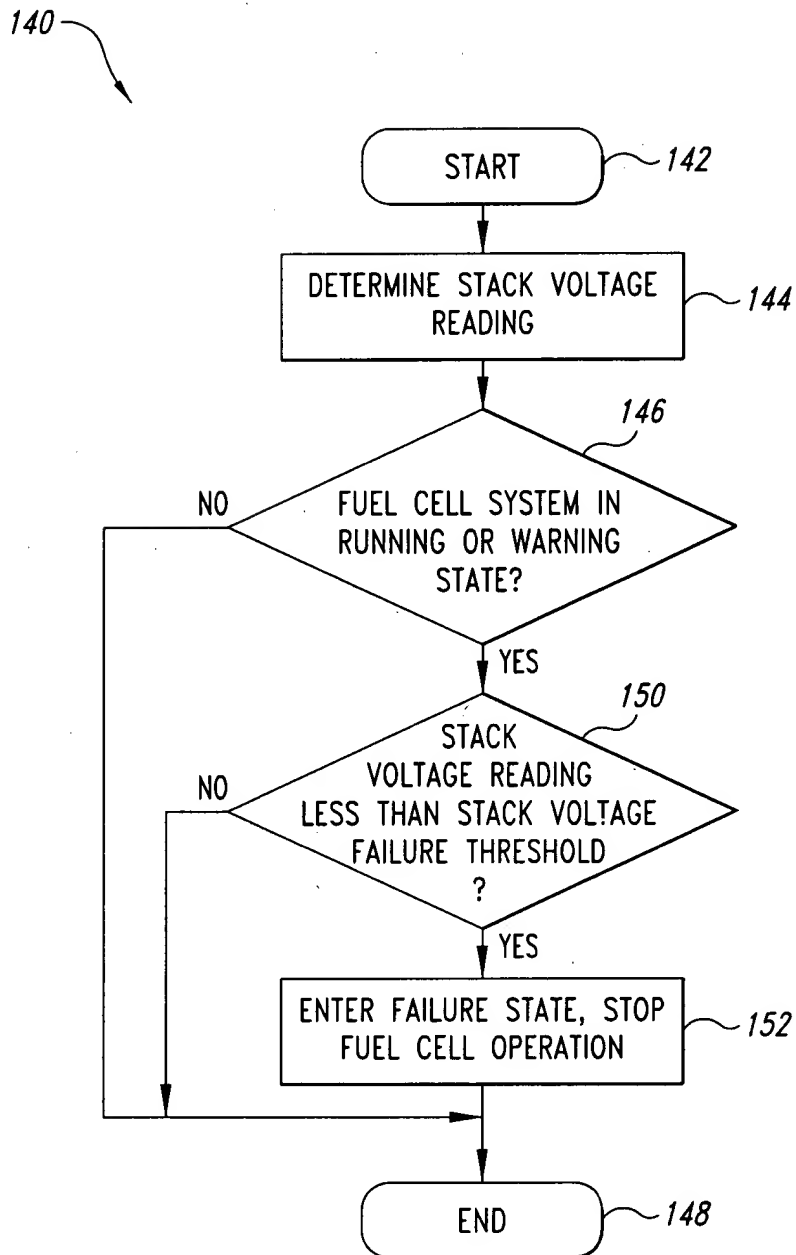 140
START
142
DETERMINE STACK VOLTAGE
READING
144
146
NO
FUEL CELL SYSTEM IN
RUNNING OR WARNING
STATE?
YES
150
STACK
VOLTAGE READING
NO
LESS THAN STACK VOLTAGE
FAILURE THRESHOLD
?
YES
ENTER FAILURE STATE, STOP
FUEL CELL OPERATION
152
END
148